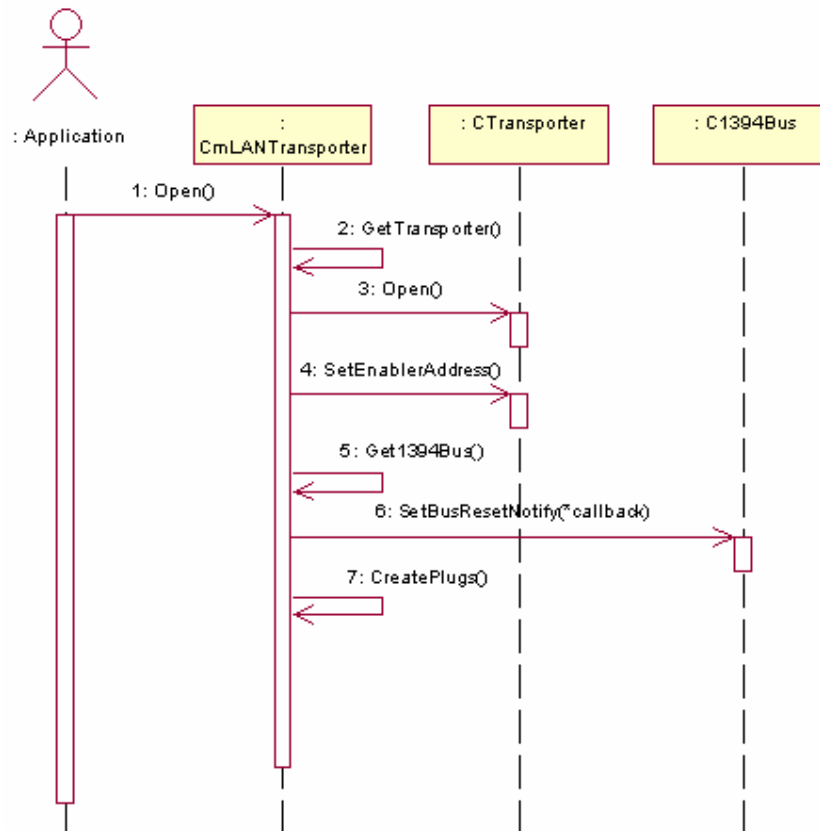 : Application
:
CmLANTransporter
: CTransporter
: C1394Bus
1: Open()
2: GetTransporter()
3: Open()
4: SetEnablerAddress()
5: Get1394Bus()
6: SetBusResetNotify(*callback)
7: CreatePlugs()